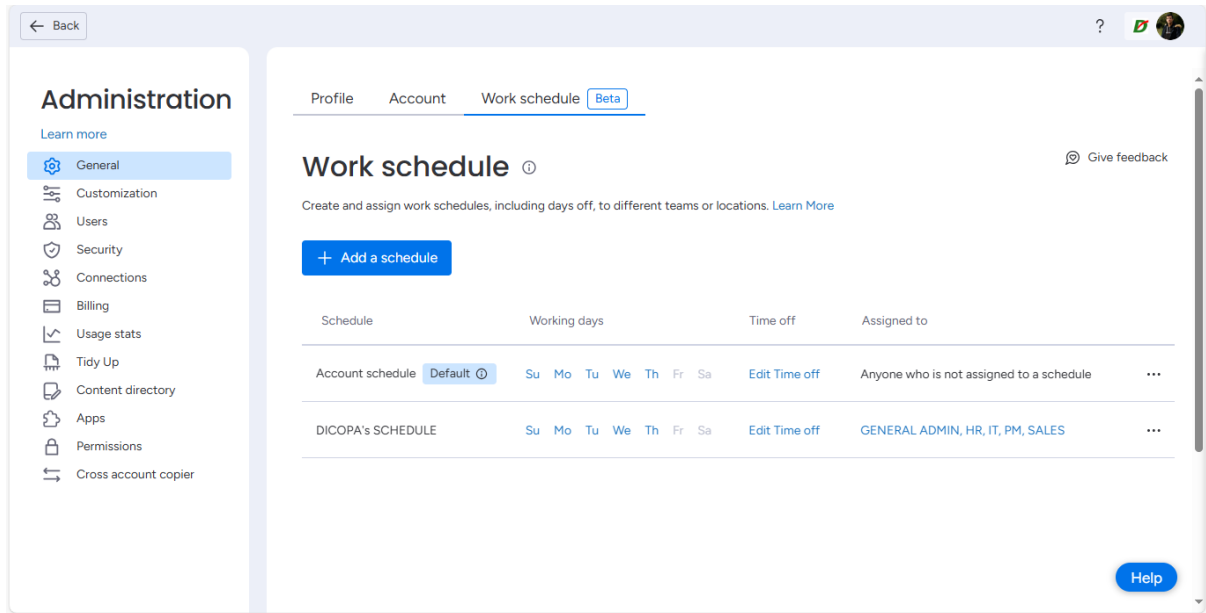 Back
?
Administration
Learn more
General
Customization
Users
Security
Connections
Billing
Usage stats
Tidy Up
Content directory
Apps
Permissions
Cross account copier
Profile Account Work schedule Beta
Work schedule
Give feedback
Create and assign work schedules, including days off, to different teams or locations. Learn More
+ Add a schedule
Schedule Working days Time off Assigned to
Account schedule Default Su Mo Tu We Th Fr Sa Edit Time off Anyone who is not assigned to a schedule ...
DICOPA's SCHEDULE Su Mo Tu We Th Fr Sa Edit Time off GENERAL ADMIN, HR, IT, PM, SALES ...
Help